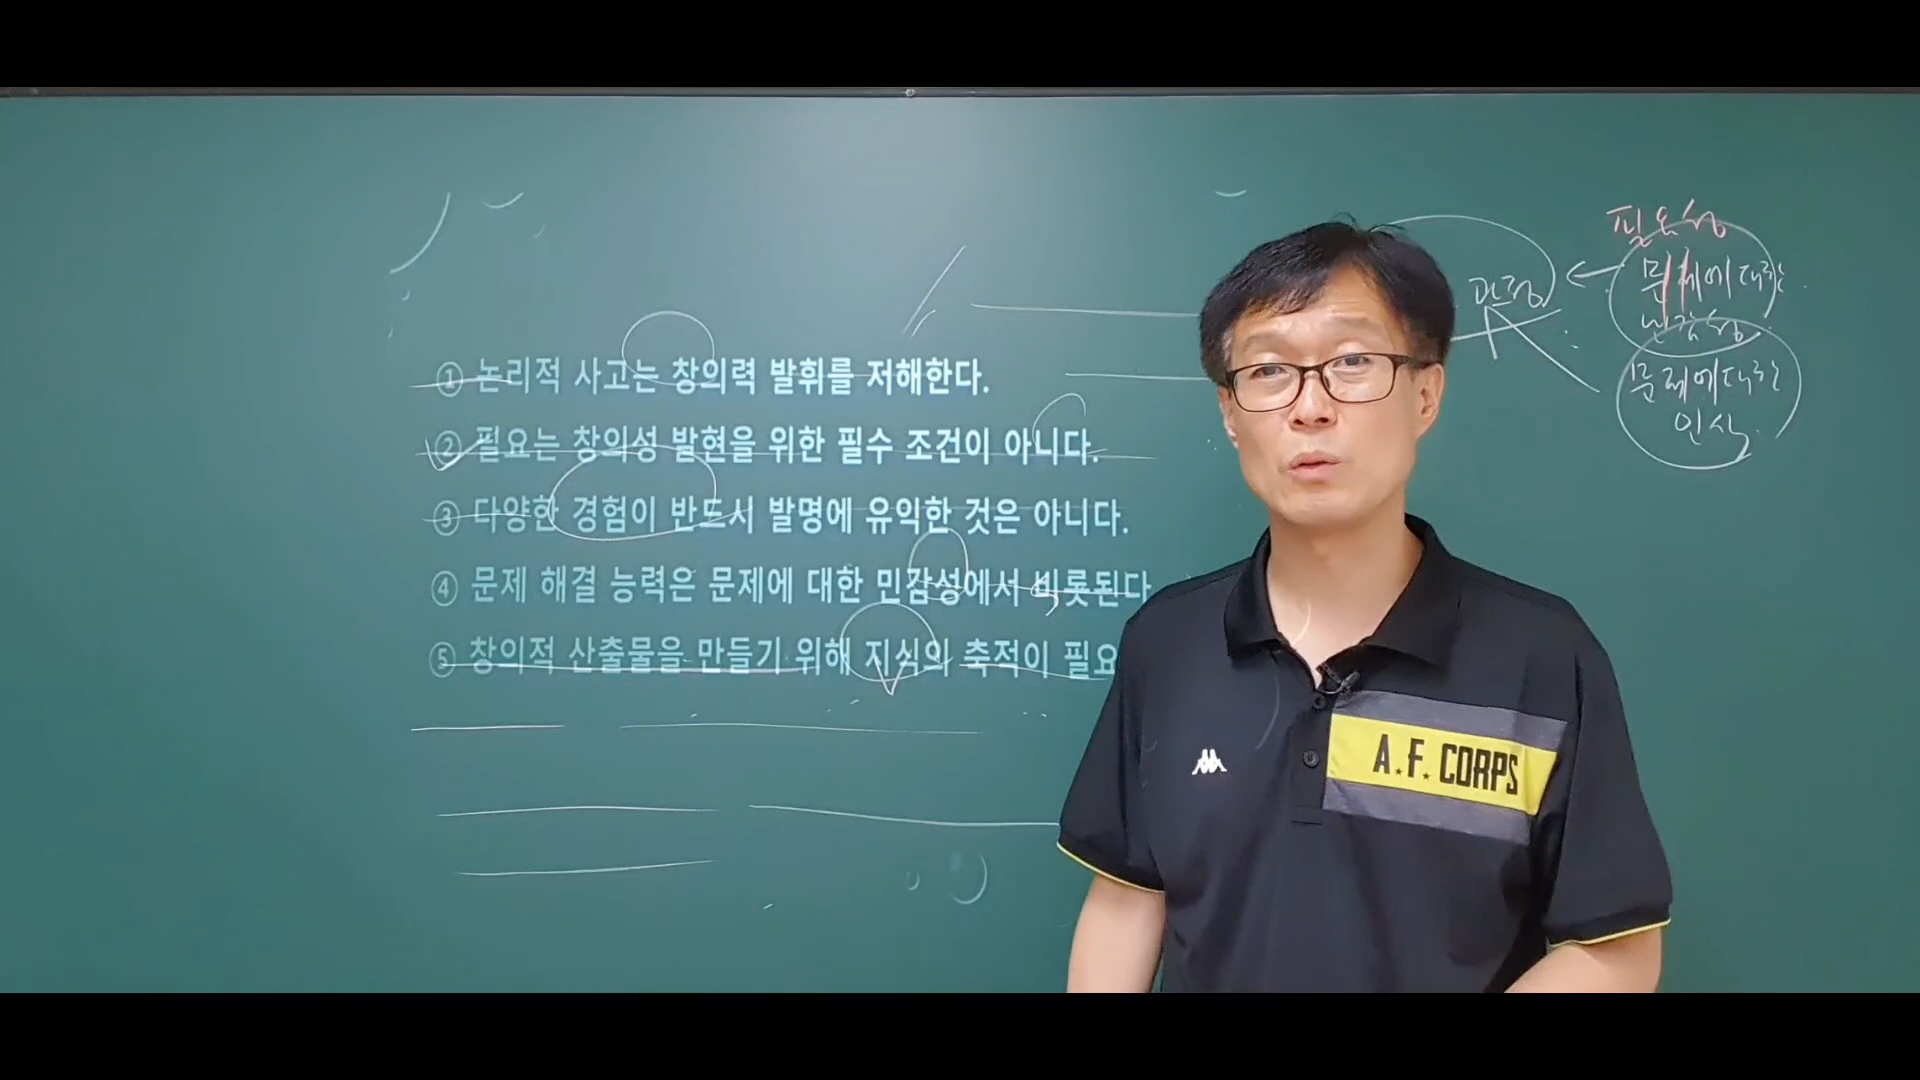 ① 논리적 사고는 창의력 발휘를 저해한다.
② 필요는 창의성 발현을 위한 필수 조건이 아니다.
③ 다양한 경험이 반드시 발명에 유익한 것은 아니다.
④ 문제 해결 능력은 문제에 대한 민감성에서 비롯된다
⑤ 창의적 산출물을 만들기 위해 지식의 축적이 필요
필요성
문제에 대한
민감성
관점
문제에 대한
인식
A.F. CORPS